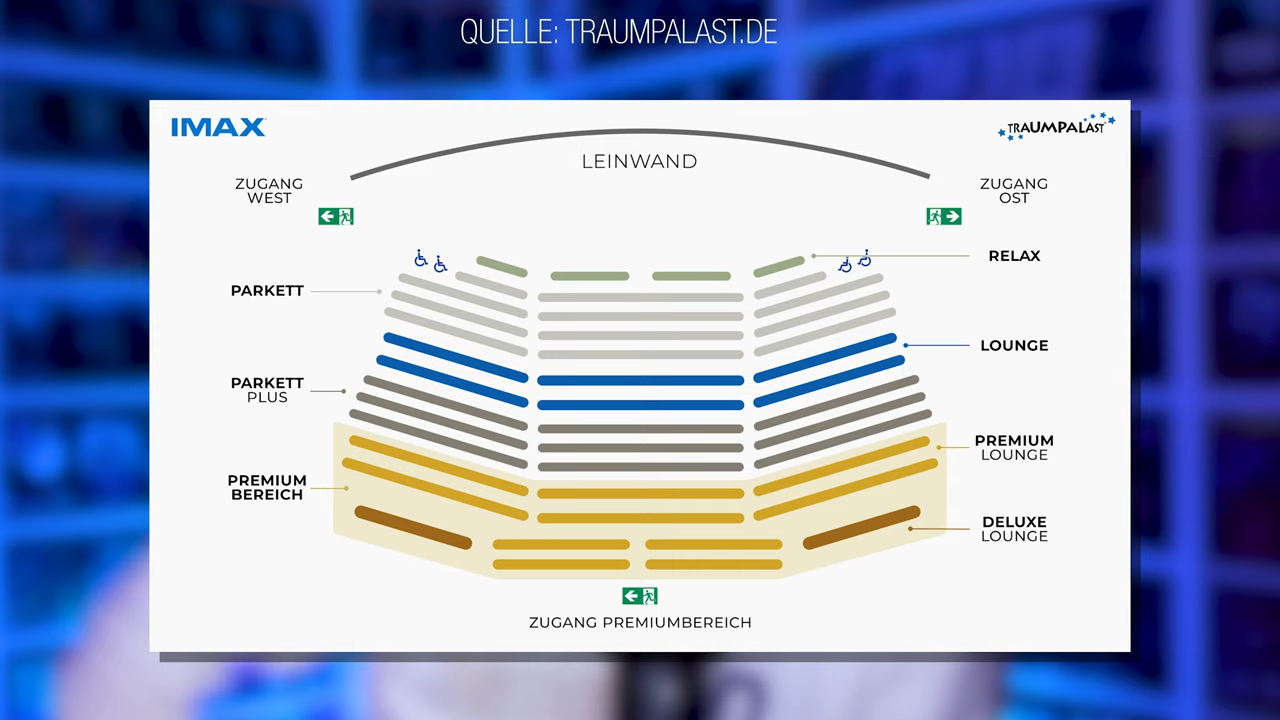 QUELLE: TRAUMPALAST.DE
IMAX
TRAUMPALAST
LEINWAND
ZUGANG
WEST
ZUGANG
OST
RELAX
PARKETT
LOUNGE
PARKETT
PLUS
PREMIUM
LOUNGE
PREMIUM
BEREICH
DELUXE
LOUNGE
ZUGANG PREMIUMBEREICH